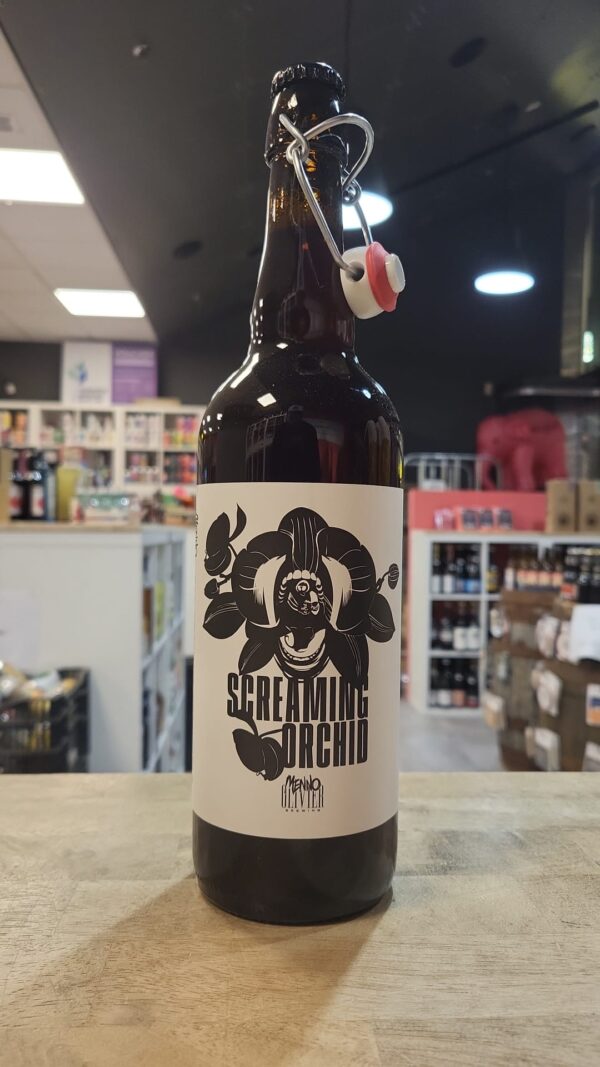 SCREAMING
ORCHID
MENNO
OLIVIER
BREWING